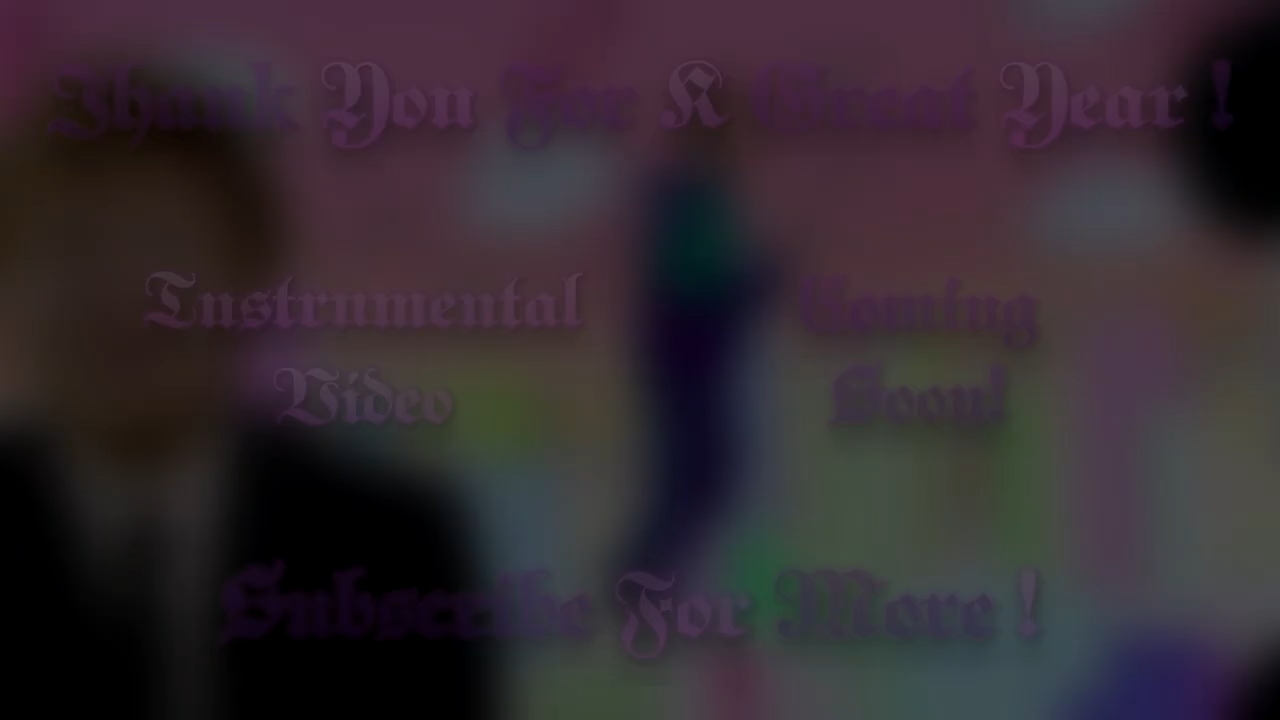 Thank You For A Great Year !
Instrumental
Video
Coming
Soon!
Subscribe For More !